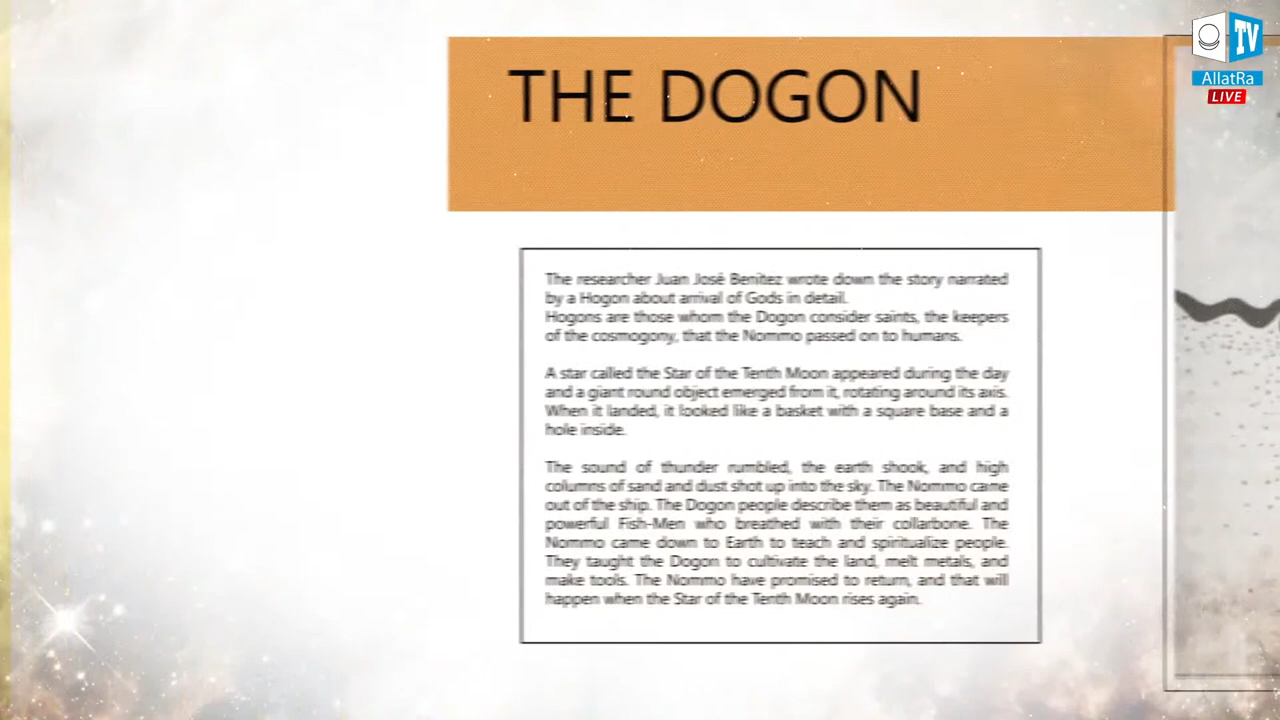 THE DOGON
TV
AllatRa
LIVE
The researcher Juan José Benítez wrote down the story narrated
by a Hogon about arrival of Gods in detail.
Hogons are those whom the Dogon consider saints, the keepers
of the cosmogony, that the Nommo passed on to humans.
A star called the Star of the Tenth Moon appeared during the day
and a giant round object emerged from it, rotating around its axis.
When it landed, it looked like a basket with a square base and a
hole inside.
The sound of thunder rumbled, the earth shook, and high
columns of sand and dust shot up into the sky. The Nommo came
out of the ship. The Dogon people describe them as beautiful and
powerful Fish-Men who breathed with their collarbone. The
Nommo came down to Earth to teach and spiritualize people.
They taught the Dogon to cultivate the land, melt metals, and
make tools. The Nommo have promised to return, and that will
happen when the Star of the Tenth Moon rises again.